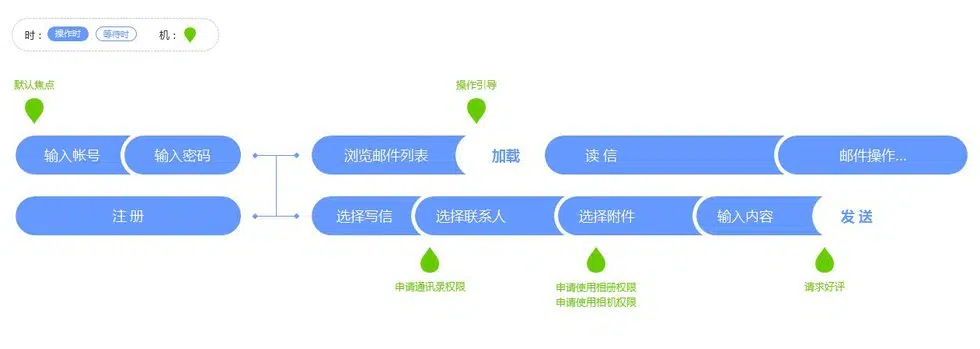 时： 操作时 等待时 机：
默认焦点 操作引导
输入帐号 输入密码 浏览邮件列表 加载 读 信 邮件操作...
注 册 选择写信 选择联系人 选择附件 输入内容 发 送
申请通讯录权限 申请使用相册权限 请求好评
申请使用相机权限